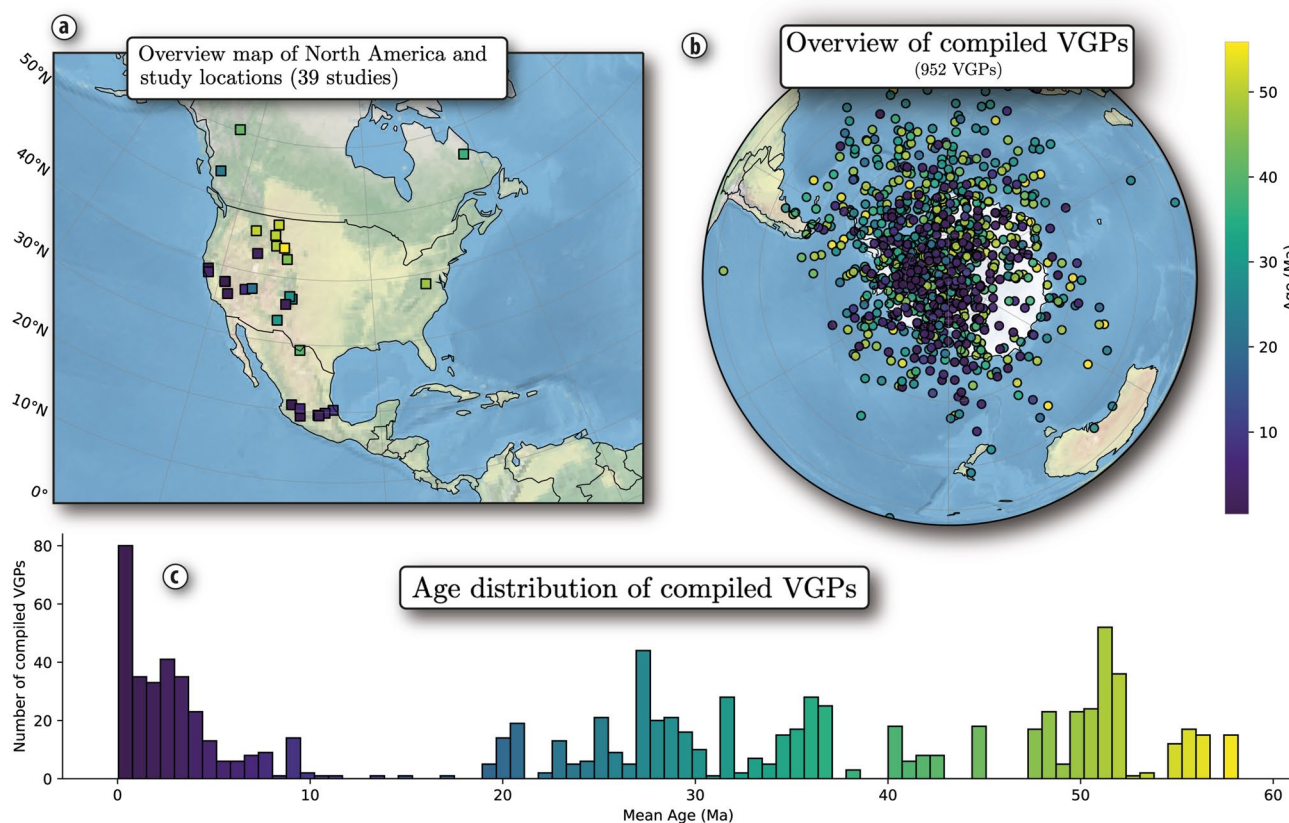 a
Overview map of North America and
study locations (39 studies)
50°N
40°N
30°N
20°N
10°N
0°
b
Overview of compiled VGPs
(952 VGPs)
50
40
30
20
10
Age (Ma)
c
Age distribution of compiled VGPs
Number of compiled VGPs
80
60
40
20
0
0
10
20
30
40
50
60
Mean Age (Ma)